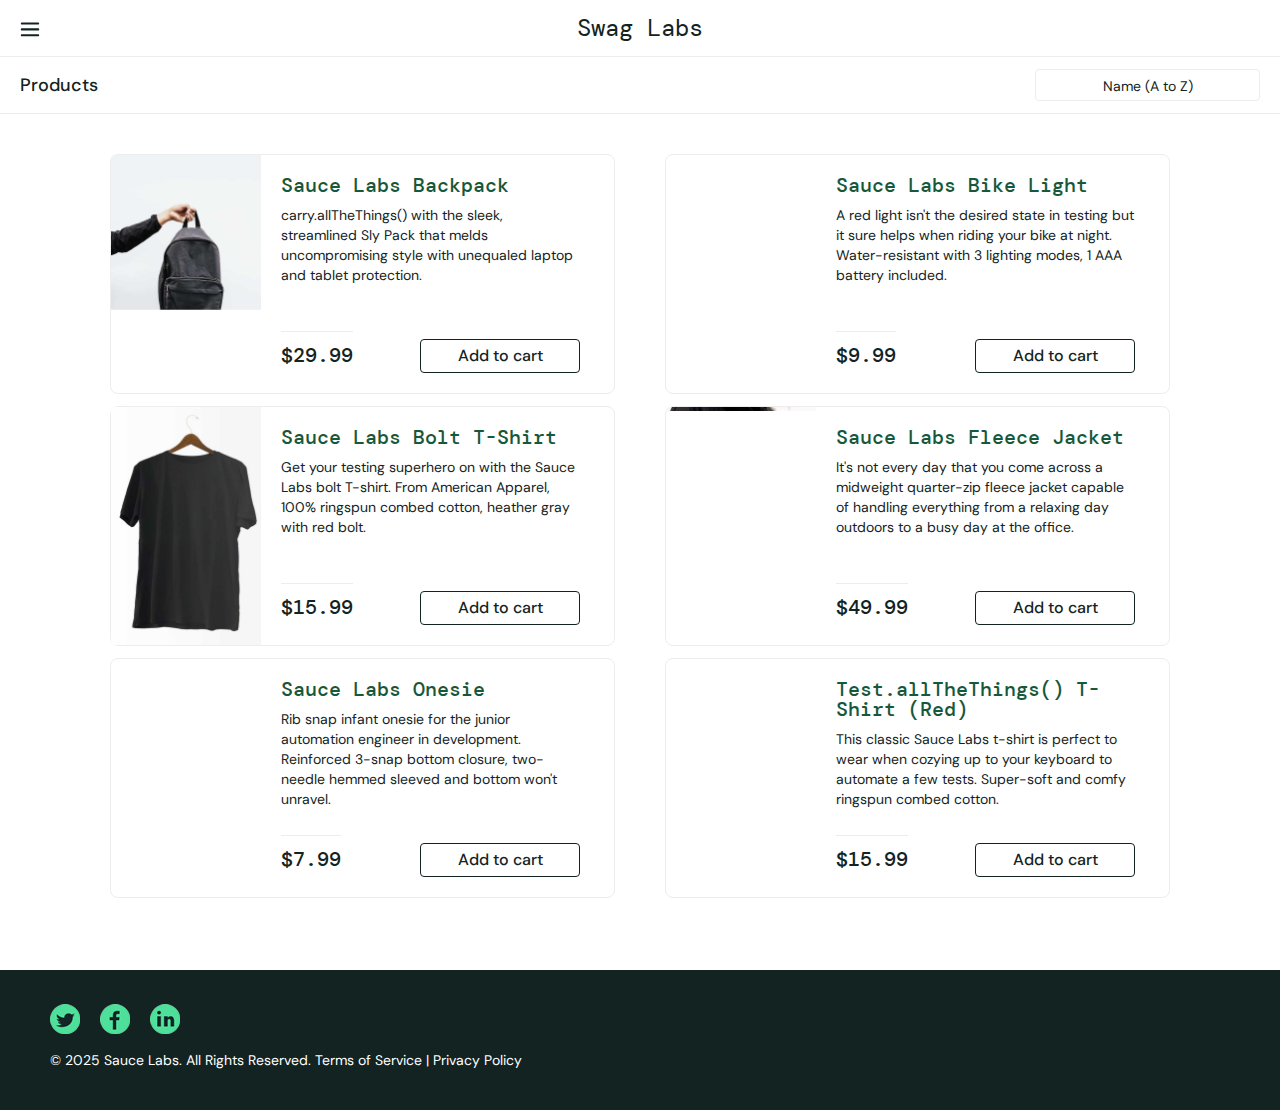 Swag Labs
Products
Name (A to Z)
Sauce Labs Backpack
carry.allTheThings() with the sleek,
streamlined Sly Pack that melds
uncompromising style with unequaled laptop
and tablet protection.
$29.99
Add to cart
Sauce Labs Bike Light
A red light isn't the desired state in testing but
it sure helps when riding your bike at night.
Water-resistant with 3 lighting modes, 1 AAA
battery included.
$9.99
Add to cart
Sauce Labs Bolt T-Shirt
Get your testing superhero on with the Sauce
Labs bolt T-shirt. From American Apparel,
100% ringspun combed cotton, heather gray
with red bolt.
$15.99
Add to cart
Sauce Labs Fleece Jacket
It's not every day that you come across a
midweight quarter-zip fleece jacket capable
of handling everything from a relaxing day
outdoors to a busy day at the office.
$49.99
Add to cart
Sauce Labs Onesie
Rib snap infant onesie for the junior
automation engineer in development.
Reinforced 3-snap bottom closure, two-
needle hemmed sleeved and bottom won't
unravel.
$7.99
Add to cart
Test.allTheThings() T-
Shirt (Red)
This classic Sauce Labs t-shirt is perfect to
wear when cozying up to your keyboard to
automate a few tests. Super-soft and comfy
ringspun combed cotton.
$15.99
Add to cart
© 2025 Sauce Labs. All Rights Reserved. Terms of Service | Privacy Policy